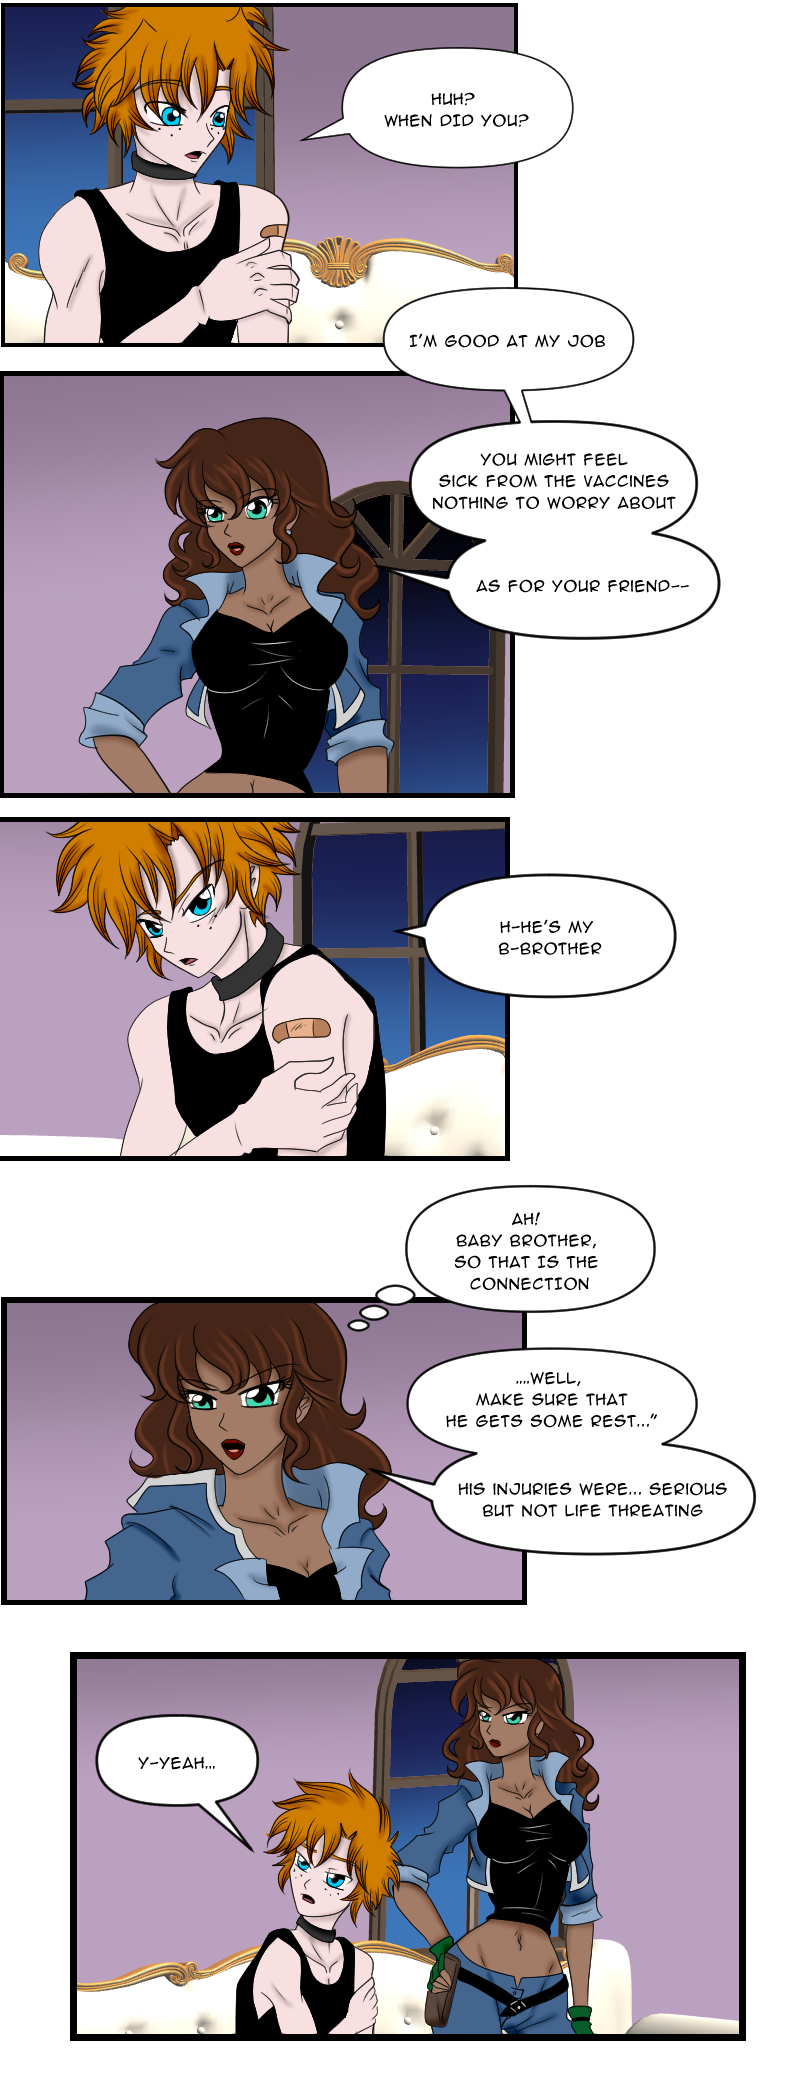 HUH?
WHEN DID YOU?
I'M GOOD AT MY JOB
YOU MIGHT FEEL
SICK FROM THE VACCINES
NOTHING TO WORRY ABOUT
AS FOR YOUR FRIEND--
H-HE'S MY
B-BROTHER
AH!
BABY BROTHER,
SO THAT IS THE
CONNECTION
....WELL,
MAKE SURE THAT
HE GETS SOME REST..."
HIS INJURIES WERE... SERIOUS
BUT NOT LIFE THREATING
Y-YEAH...